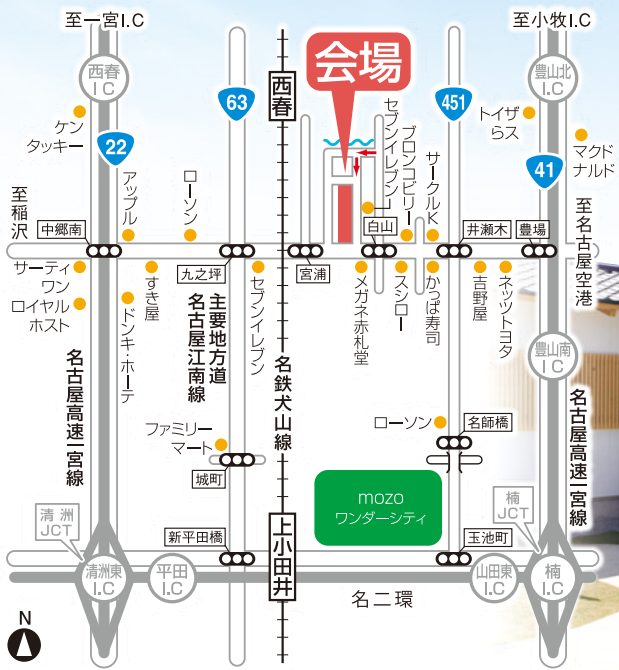 至一宮I.C
至小牧I.C
西春
I.C
西春
会場
豊山北
I.C
63
451
ケン
タッキー
22
トイザ
らス
マクド
ナルド
41
セブンイレブン
ブロンコビリー
サークルK
アップル
ローソン
至稲沢
中郷南
白山
井瀬木
豊場
至名古屋空港
サーティ
ワン
ロイヤル
ホスト
すき屋
ドンキ・ホーテ
九之坪
セブンイレブン
宮浦
メガネ赤札堂
スシロー
かっぱ寿司
吉野屋
ネッツトヨタ
主要地方道
名古屋江南線
名鉄犬山線
豊山南
I.C
名古屋高速一宮線
名古屋高速一宮線
ファミリー
マート
ローソン
名師橋
城町
mozo
ワンダーシティ
清洲
JCT
新平田橋
上小田井
玉池町
楠
JCT
清洲東
I.C
平田
I.C
名二環
山田東
I.C
楠
I.C
N